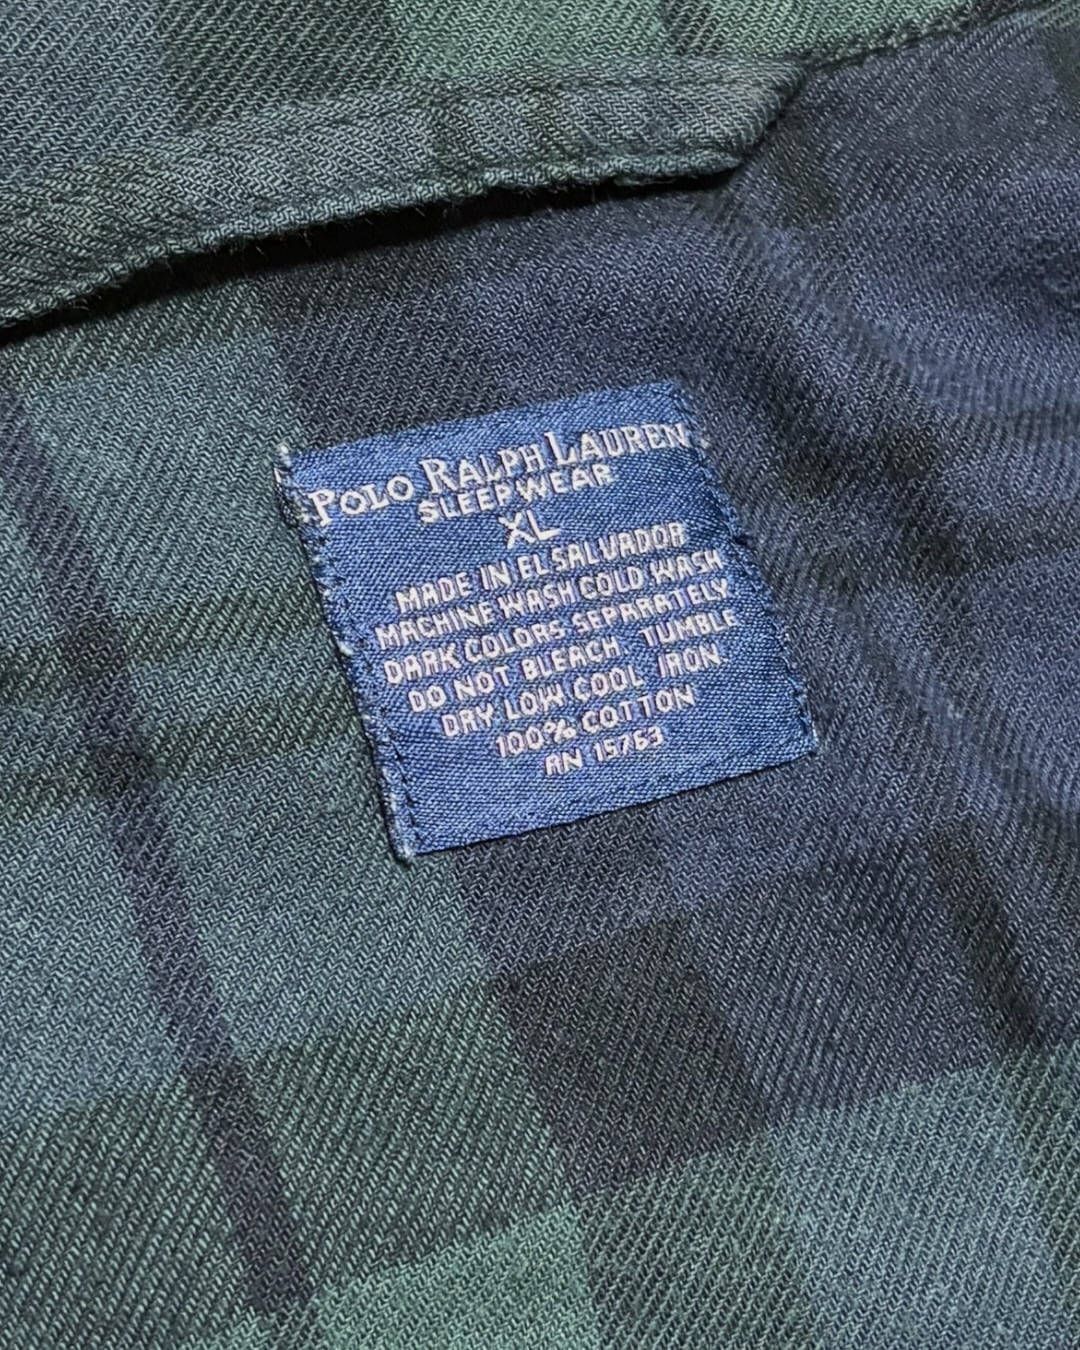 POLO RALPH LAUREN
SLEEPWEAR
XL
MADE IN EL SALVADOR
MACHINE WASH COLD WASH
DARK COLORS SEPARATELY
DO NOT BLEACH TUMBLE
DRY LOW COOL IRON
100% COTTON
RN 15763